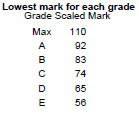 Lowest mark for each grade
Grade Scaled Mark
Max 110
A 92
B 83
C 74
D 65
E 56